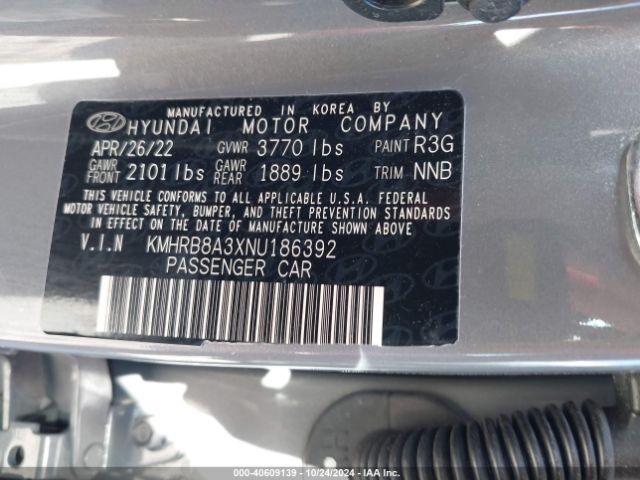 MANUFACTURED IN KOREA BY
HYUNDAI MOTOR COMPANY
APR/26/22 GVWR 3770 lbs PAINT R3G
GAWR FRONT 2101 lbs GAWR REAR 1889 lbs TRIM NNB
THIS VEHICLE CONFORMS TO ALL APPLICABLE U.S.A. FEDERAL
MOTOR VEHICLE SAFETY, BUMPER, AND THEFT PREVENTION STANDARDS
IN EFFECT ON THE DATE OF MANUFACTURE SHOWN ABOVE.
V.I.N KMHRB8A3XNU186392
PASSENGER CAR
000-40609139 - 10/24/2024 - IAA Inc.